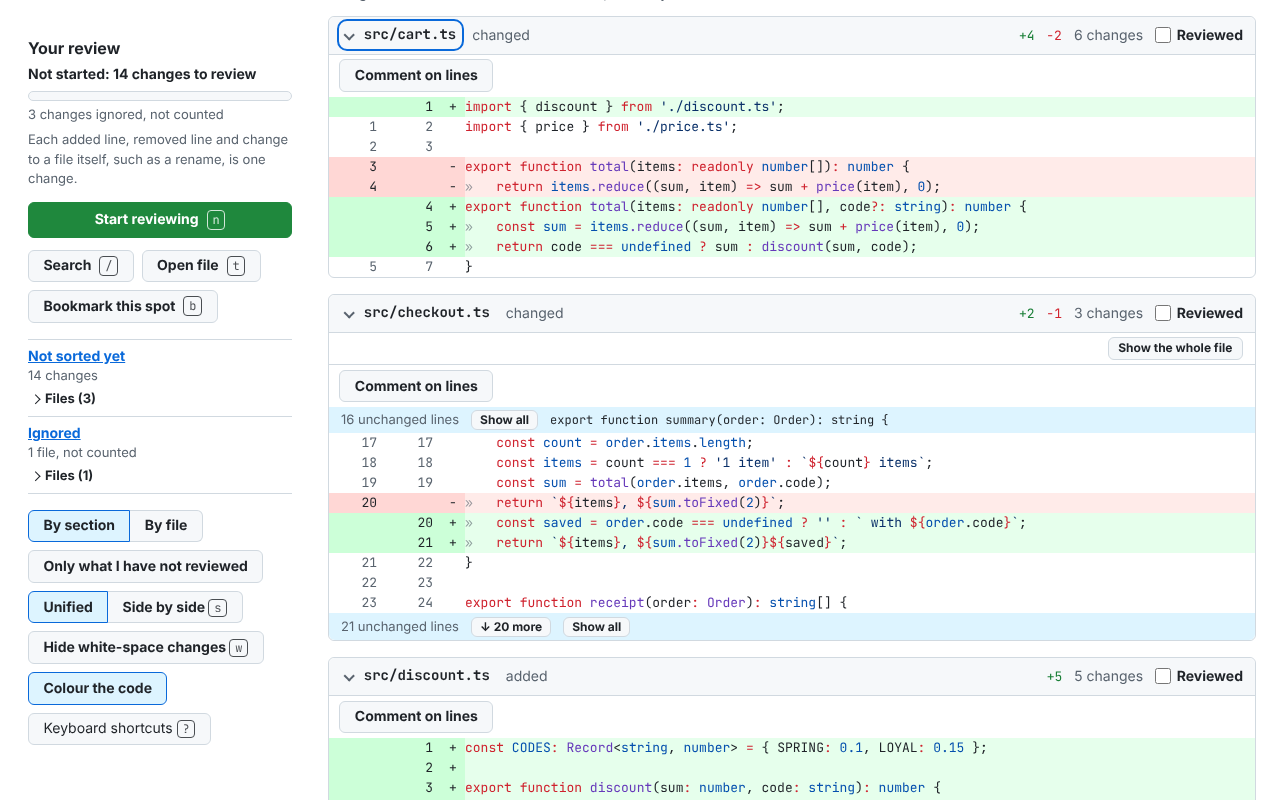 Your review
Not started: 14 changes to review
3 changes ignored, not counted
Each added line, removed line and change
to a file itself, such as a rename, is one
change.
Start reviewing n
Search / Open file t
Bookmark this spot b
Not sorted yet
14 changes
Files (3)
Ignored
1 file, not counted
Files (1)
By section By file
Only what I have not reviewed
Unified Side by side s
Hide white-space changes w
Colour the code
Keyboard shortcuts ?
src/cart.ts changed +4 -2 6 changes Reviewed
Comment on lines
1 + import { discount } from './discount.ts';
1 2 import { price } from './price.ts';
2 3
3 - export function total(items: readonly number[]): number {
4 - » return items.reduce((sum, item) => sum + price(item), 0);
4 + export function total(items: readonly number[], code?: string): number {
5 + » const sum = items.reduce((sum, item) => sum + price(item), 0);
6 + » return code === undefined ? sum : discount(sum, code);
5 7 }
src/checkout.ts changed +2 -1 3 changes Reviewed
Show the whole file
Comment on lines
16 unchanged lines Show all export function summary(order: Order): string {
17 17 const count = order.items.length;
18 18 const items = count === 1 ? '1 item' : `${count} items`;
19 19 const sum = total(order.items, order.code);
20 - » return `${items}, ${sum.toFixed(2)}`;
20 + » const saved = order.code === undefined ? '' : ` with ${order.code}`;
21 + » return `${items}, ${sum.toFixed(2)}${saved}`;
21 22 }
22 23
23 24 export function receipt(order: Order): string[] {
21 unchanged lines ↓ 20 more Show all
src/discount.ts added +5 5 changes Reviewed
Comment on lines
1 + const CODES: Record<string, number> = { SPRING: 0.1, LOYAL: 0.15 };
2 +
3 + export function discount(sum: number, code: string): number {